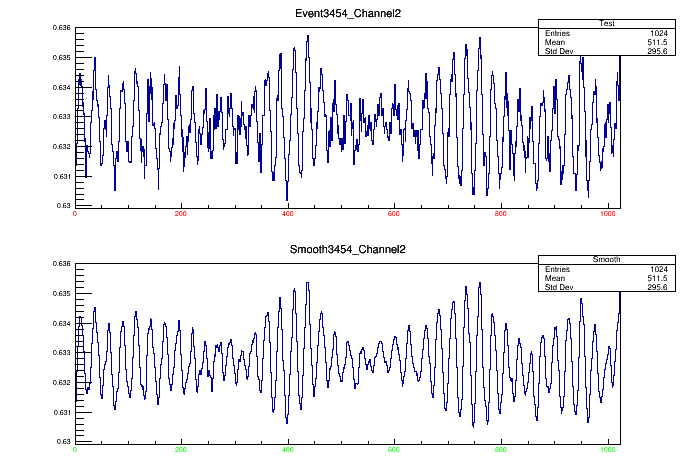 Event3454_Channel2
Test
Entries 1024
Mean 511.5
Std Dev 295.6
0.636
0.635
0.634
0.633
0.632
0.631
0.63
0 200 400 600 800 1000
Smooth3454_Channel2
Smooth
Entries 1024
Mean 511.5
Std Dev 295.6
0.636
0.635
0.634
0.633
0.632
0.631
0.63
0 200 400 600 800 1000